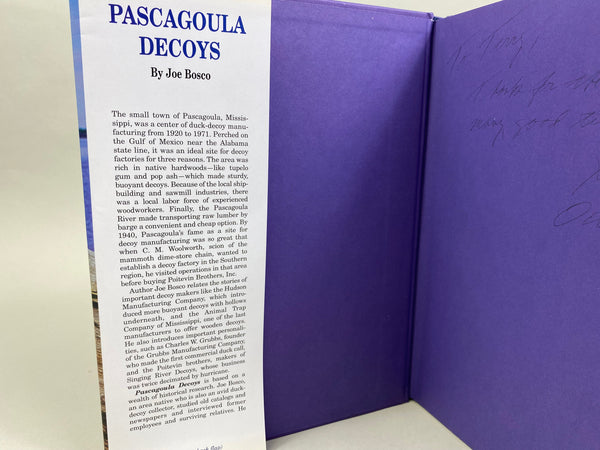 PASCAGOULA
DECOYS
By Joe Bosco
The small town of Pascagoula, Missis-
sippi, was a center of duck-decoy manu-
facturing from 1920 to 1971. Perched on
the Gulf of Mexico near the Alabama
state line, it was an ideal site for decoy
factories for three reasons. The area was
rich in native hardwoods—like tupelo
gum and pop ash—which made sturdy,
buoyant decoys. Because of the local ship-
building and sawmill industries, there
was a local labor force of experienced
woodworkers. Finally, the Pascagoula
River made transporting raw lumber by
barge a convenient and cheap option. By
1940, Pascagoula's fame as a site for
decoy manufacturing was so great that
when C. M. Woolworth, scion of the
mammoth dime-store chain, wanted to
establish a decoy factory in the Southern
region, he visited operations in that area
before buying Poitevin Brothers, Inc.
Author Joe Bosco relates the stories of
important decoy makers like the Hudson
Manufacturing Company, which intro-
duced more buoyant decoys with hollows
underneath, and the Animal Trap
Company of Mississippi, one of the last
manufacturers to offer wooden decoys.
He also introduces important personali-
ties, such as Charles W. Grubbs, founder
of the Grubbs Manufacturing Company,
who made the first commercial duck call,
and the Poitevin brothers, makers of
Singing River Decoys, whose business
was twice decimated by hurricane.
Pascagoula Decoys is based on a
wealth of historical research. Joe Bosco,
an area native who is also an avid duck-
decoy collector, studied old catalogs and
newspapers and interviewed former
employees and surviving relatives. He
back flap)
To Tony,
for
many good